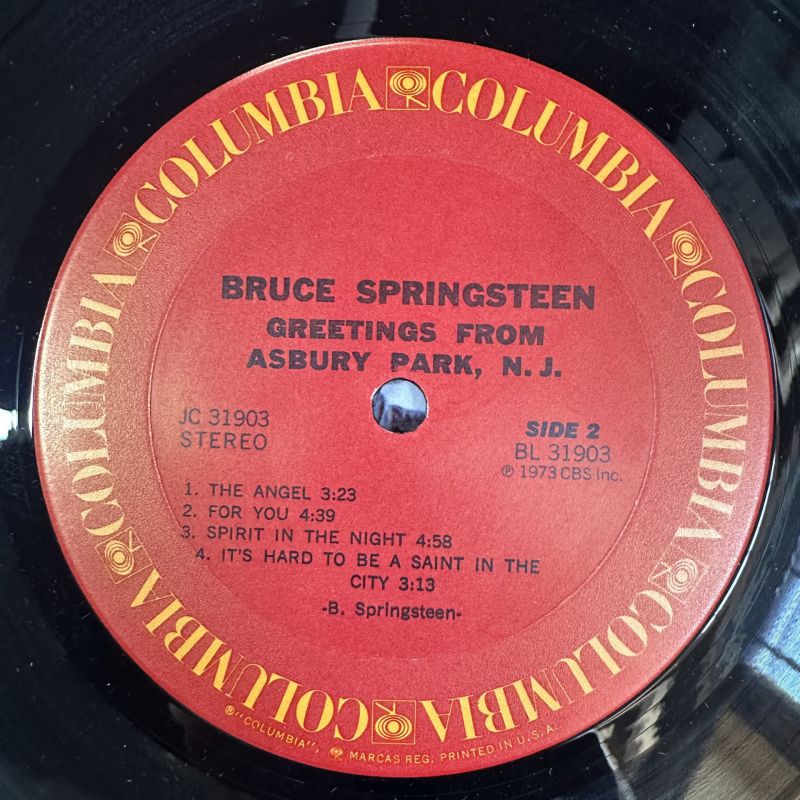 COLUMBIA COLUMBIA COLUMBIA COLUMBIA COLUMBIA COLUMBIA
BRUCE SPRINGSTEEN
GREETINGS FROM
ASBURY PARK, N.J.
JC 31903
STEREO
SIDE 2
BL 31903
℗ 1973 CBS Inc.
1. THE ANGEL 3:23
2. FOR YOU 4:39
3. SPIRIT IN THE NIGHT 4:58
4. IT'S HARD TO BE A SAINT IN THE
CITY 3:13
-B. Springsteen-
®"COLUMBIA", MARCAS REG. PRINTED IN U.S.A.